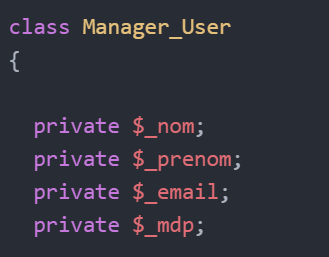 class Manager_User
{
private $_nom;
private $_prenom;
private $_email;
private $_mdp;